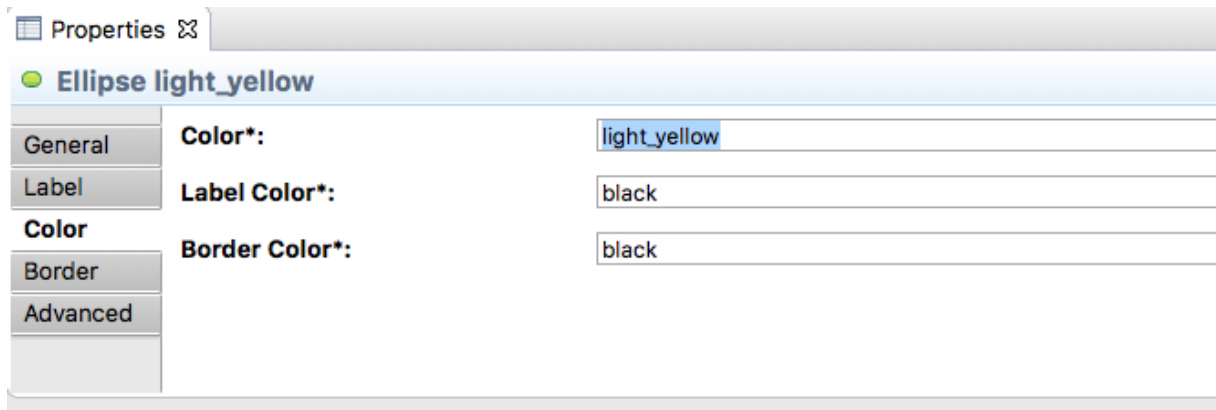 Properties
Ellipse light_yellow
General
Label
Color
Border
Advanced
Color*: light_yellow
Label Color*: black
Border Color*: black